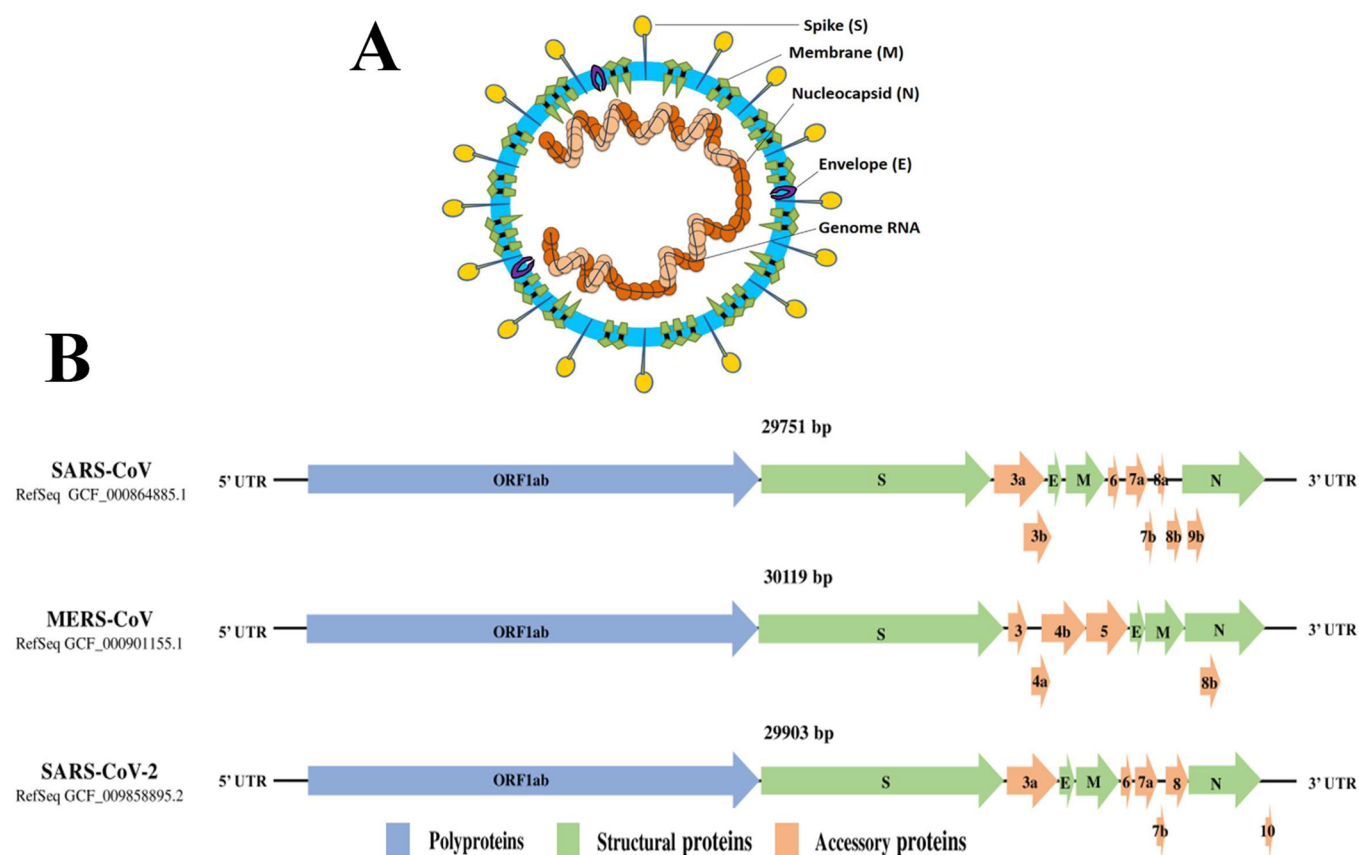 A
Spike (S)
Membrane (M)
Nucleocapsid (N)
Envelope (E)
Genome RNA
B
29751 bp
SARS-CoV
RefSeq GCF_000864885.1
5' UTR ORF1ab S 3a E M 6 7a 8a N 3' UTR
3b 7b 8b 9b
30119 bp
MERS-CoV
RefSeq GCF_000901155.1
5' UTR ORF1ab S 3 4b 5 E M N 3' UTR
4a 8b
29903 bp
SARS-CoV-2
RefSeq GCF_009858895.2
5' UTR ORF1ab S 3a E M 6 7a 8 N 3' UTR
7b 10
Polyproteins Structural proteins Accessory proteins